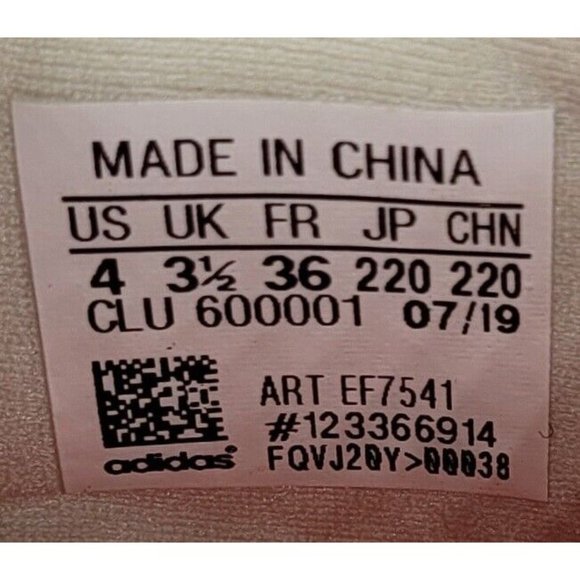 MADE IN CHINA
US UK FR JP CHN
4 3½ 36 220 220
CLU 600001 07/19
ART EF7541
#123366914
adidas FQVJ20Y>00038